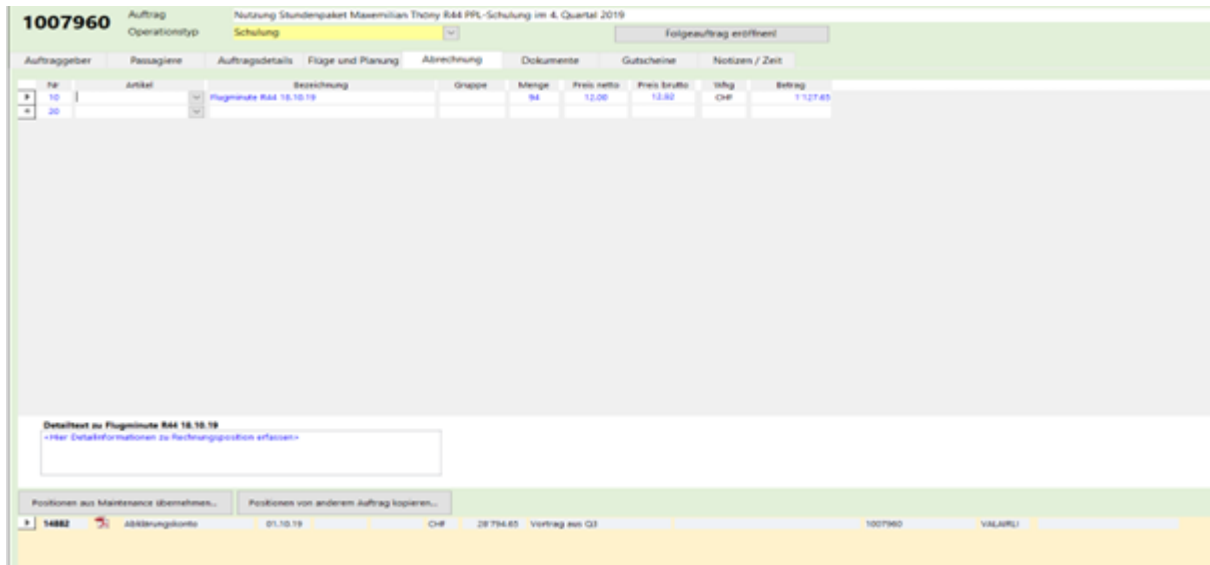 1007960
Auftrag Nutzung Stundenpaket Maxemilian Thöny R44 PPL-Schulung im 4. Quartal 2019
Operationstyp Schulung Folgeauftrag eröffnen!
Auftraggeber Passagiere Auftragsdetails Flüge und Planung Abrechnung Dokumente Gutscheine Notizen / Zeit
Nr Artikel Bezeichnung Gruppe Menge Preis netto Preis brutto Whg Betrag
10 Flugminute R44 18.10.19 94 12.00 12.92 CHF 1'127.65
20
Detailtext zu Flugminute R44 18.10.19
<Hier Detailinformationen zu Rechnungsposition erfassen>
Positionen aus Maintenance übernehmen... Positionen von anderem Auftrag kopieren...
14882 Abklärungskonto 01.10.19 CHF 28'794.65 Vortrag aus Q3 1007960 VALAIRLI